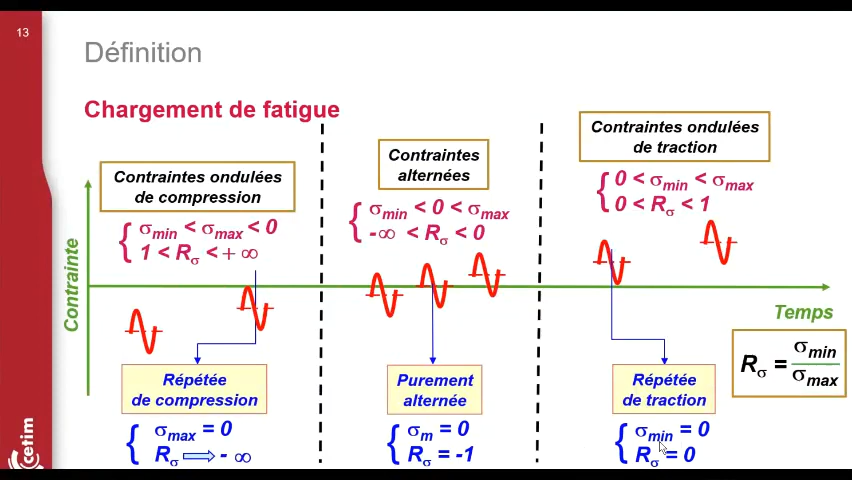 13
Définition
Chargement de fatigue
Contraintes ondulées
de compression
σmin < σmax < 0
1 < Rσ < + ∞
Contraintes
alternées
σmin < 0 < σmax
-∞ < Rσ < 0
Contraintes ondulées
de traction
0 < σmin < σmax
0 < Rσ < 1
Contrainte
Temps
Répétée
de compression
σmax = 0
Rσ ⇒ - ∞
Purement
alternée
σm = 0
Rσ = -1
Répétée
de traction
σmin = 0
Rσ = 0
Rσ = σmin
σmax
cetim